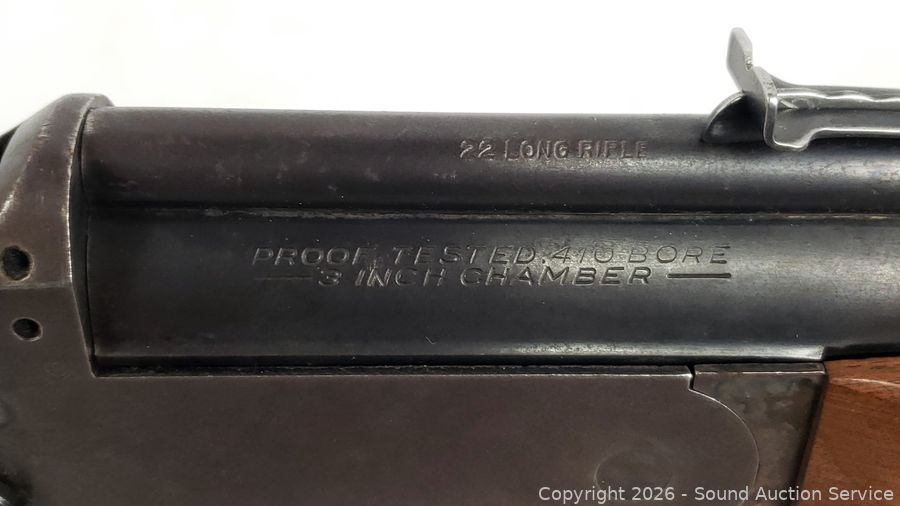 22 LONG RIFLE
PROOF TESTED .410 BORE
— 3 INCH CHAMBER —
Copyright 2026 - Sound Auction Service